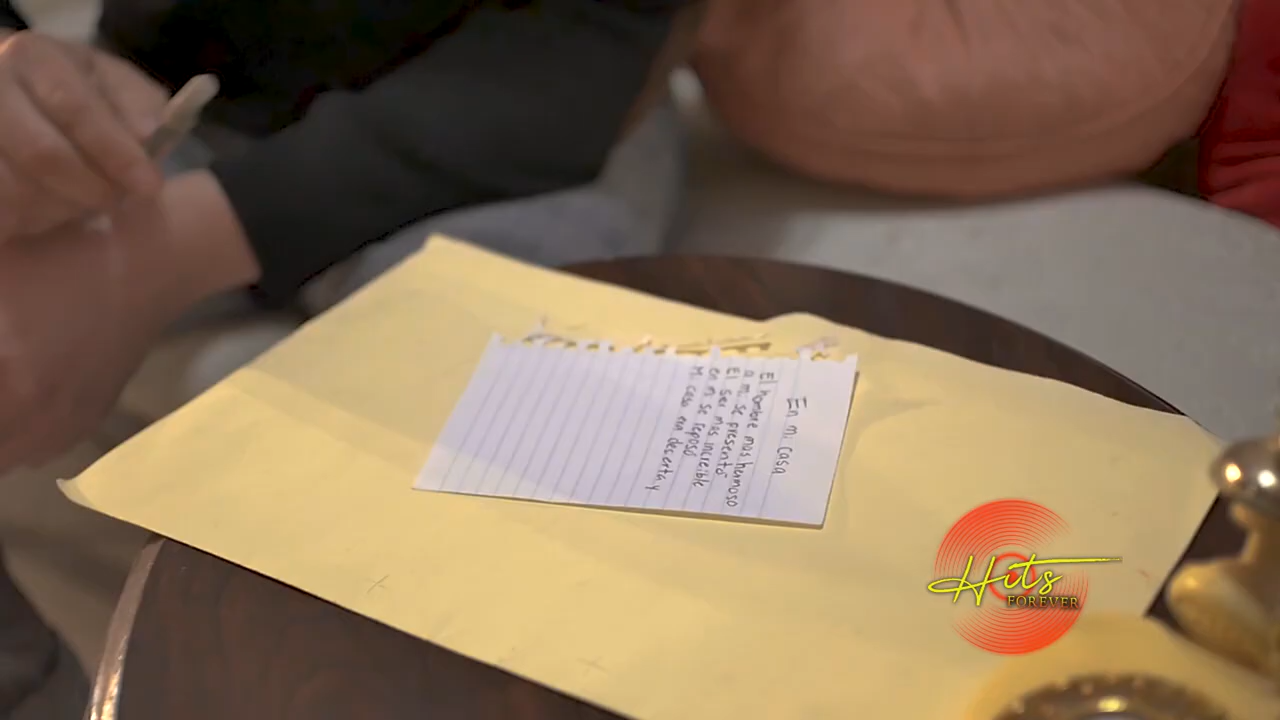 En mi casa
El hombre mas hermoso
a mi se presentó
El ser mas increible
en mi se reposó
Mi casa era desierta y
Hits
FOREVER